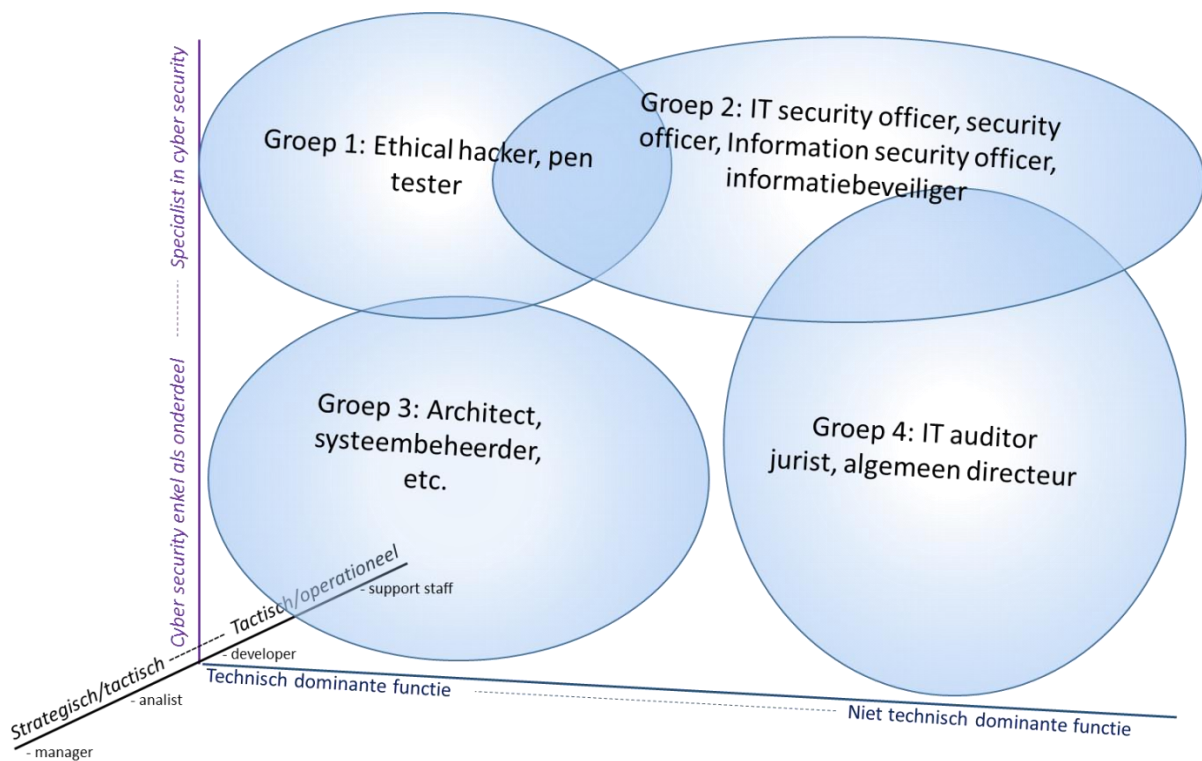 Specialist in cyber security
Cyber security enkel als onderdeel
Groep 1: Ethical hacker, pen
tester
Groep 2: IT security officer, security
officer, Information security officer,
informatiebeveiliger
Groep 3: Architect,
systeembeheerder,
etc.
Groep 4: IT auditor
jurist, algemeen directeur
Strategisch/tactisch
Tactisch/operationeel
- support staff
- developer
- analist
- manager
Technisch dominante functie
Niet technisch dominante functie